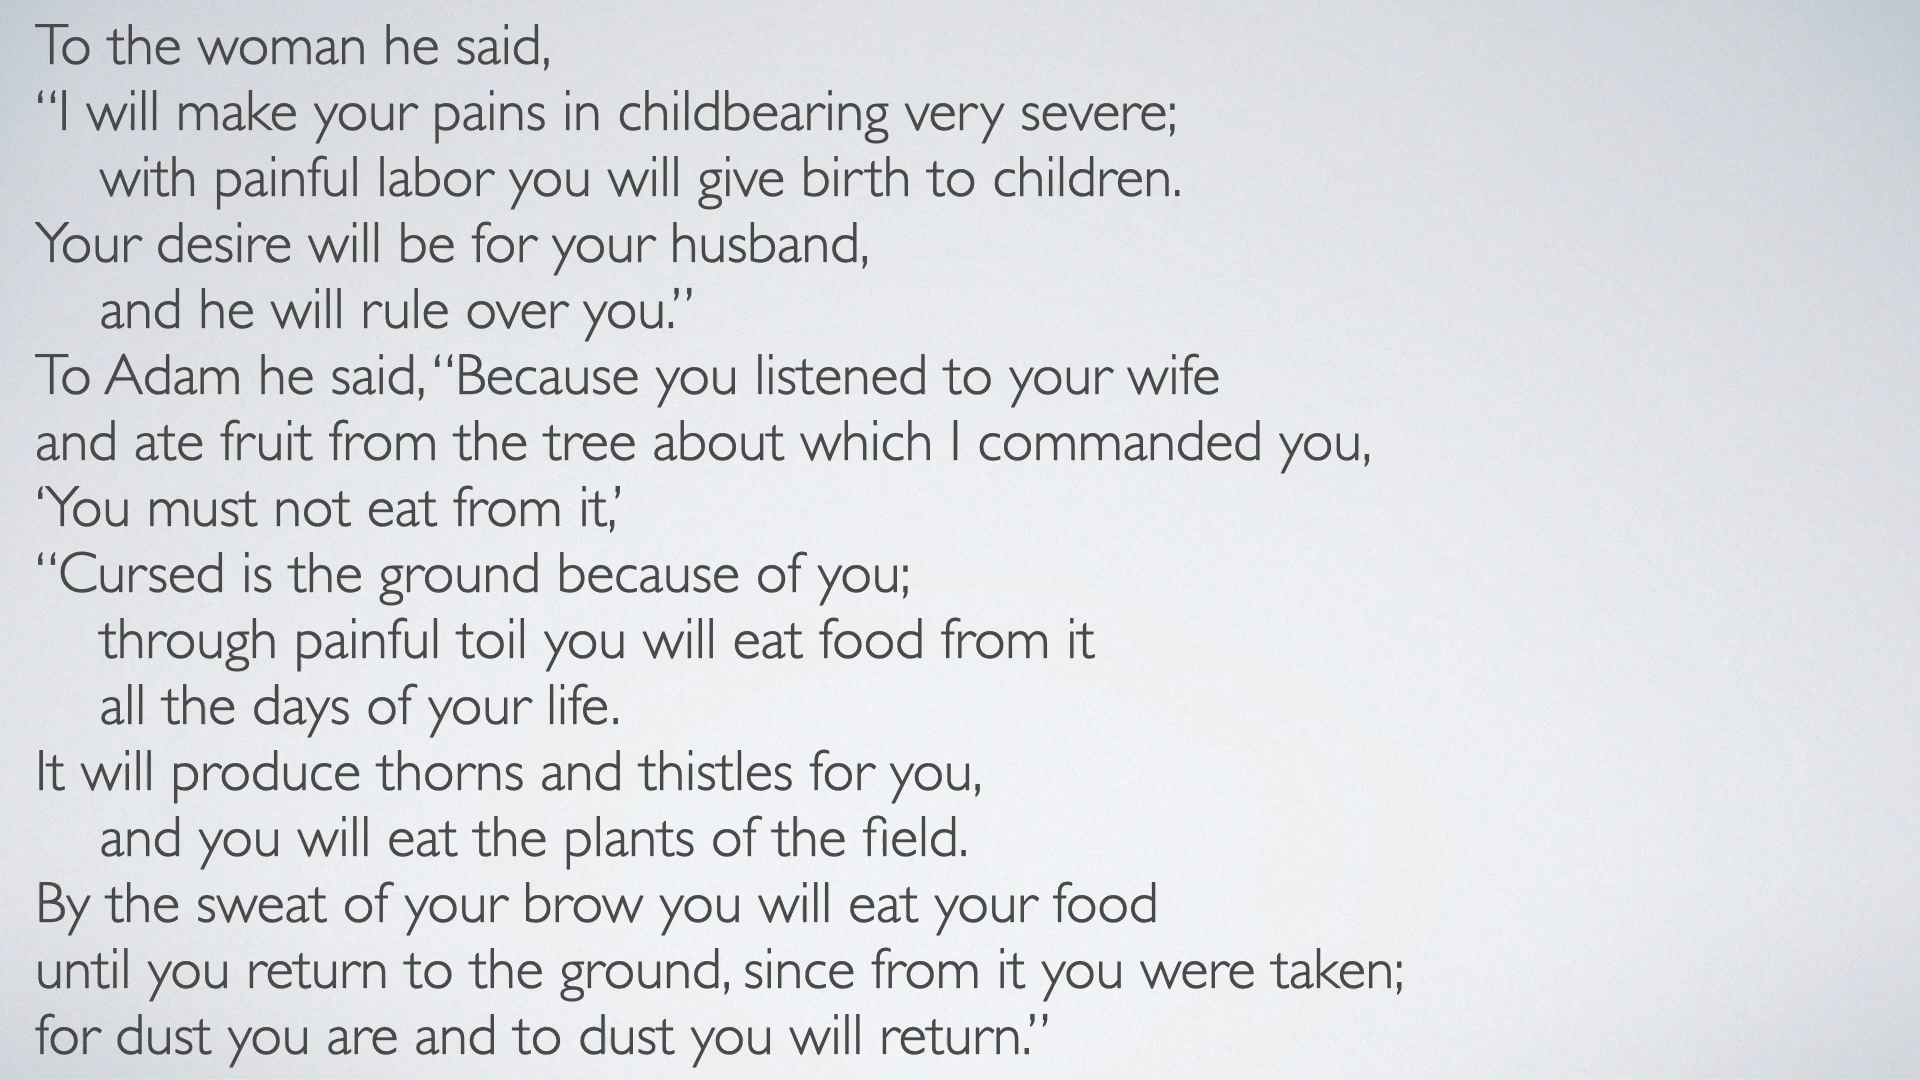 To the woman he said,
“I will make your pains in childbearing very severe;
with painful labor you will give birth to children.
Your desire will be for your husband,
and he will rule over you.”
To Adam he said, “Because you listened to your wife
and ate fruit from the tree about which I commanded you,
‘You must not eat from it,’
“Cursed is the ground because of you;
through painful toil you will eat food from it
all the days of your life.
It will produce thorns and thistles for you,
and you will eat the plants of the field.
By the sweat of your brow you will eat your food
until you return to the ground, since from it you were taken;
for dust you are and to dust you will return.”